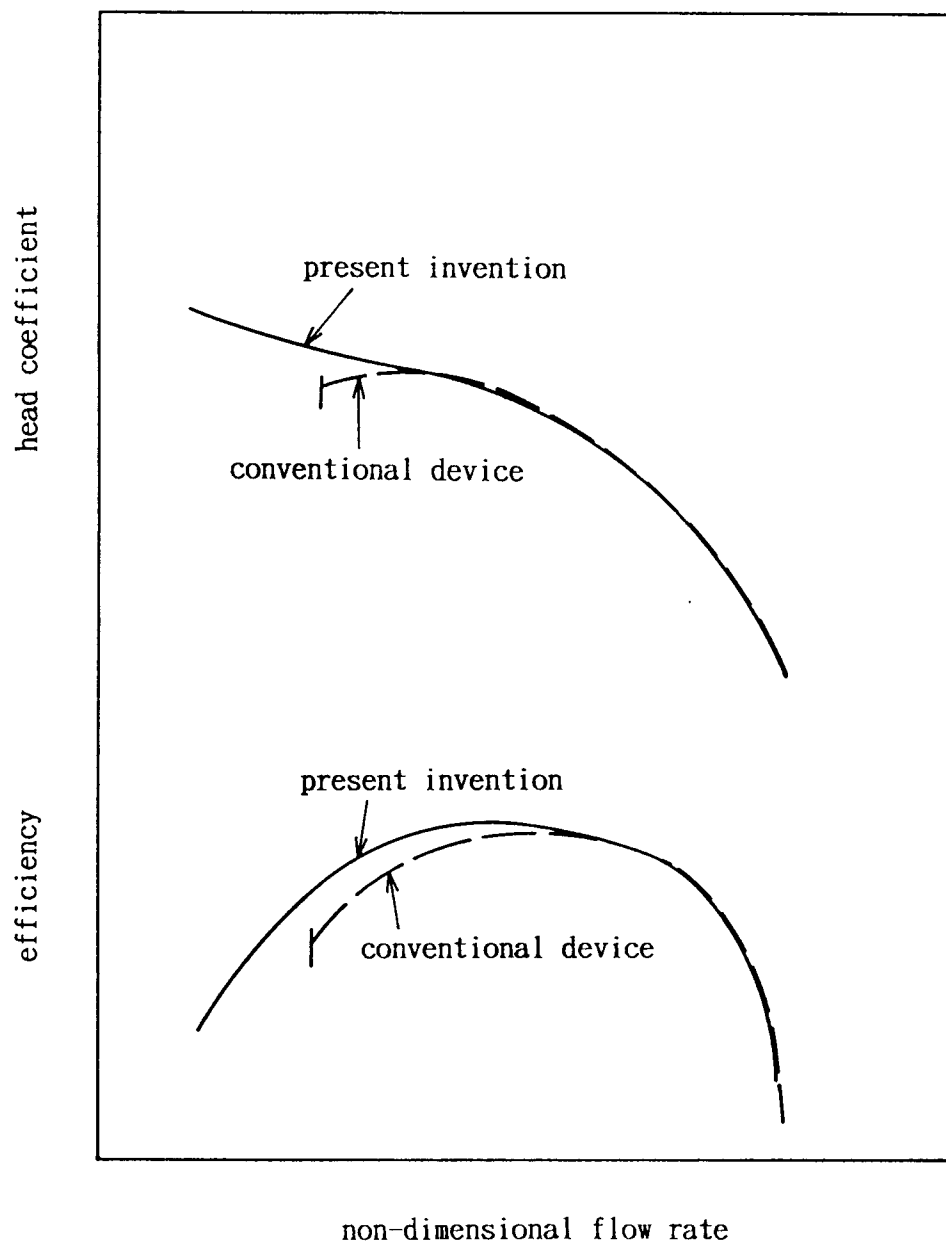 head coefficient
present invention
conventional device
efficiency
present invention
conventional device
non-dimensional flow rate